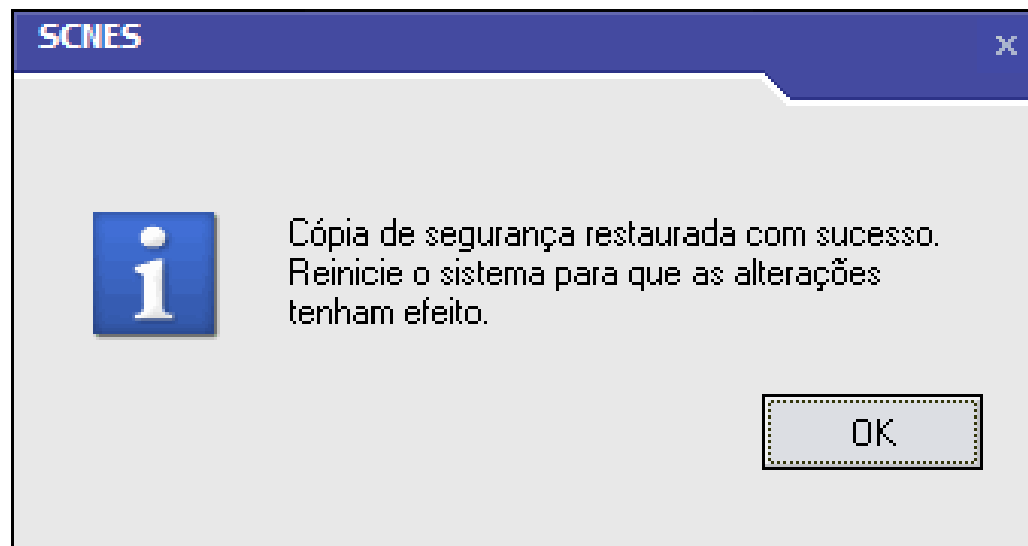 SCNES
x
Cópia de segurança restaurada com sucesso.
Reinicie o sistema para que as alterações
tenham efeito.
OK